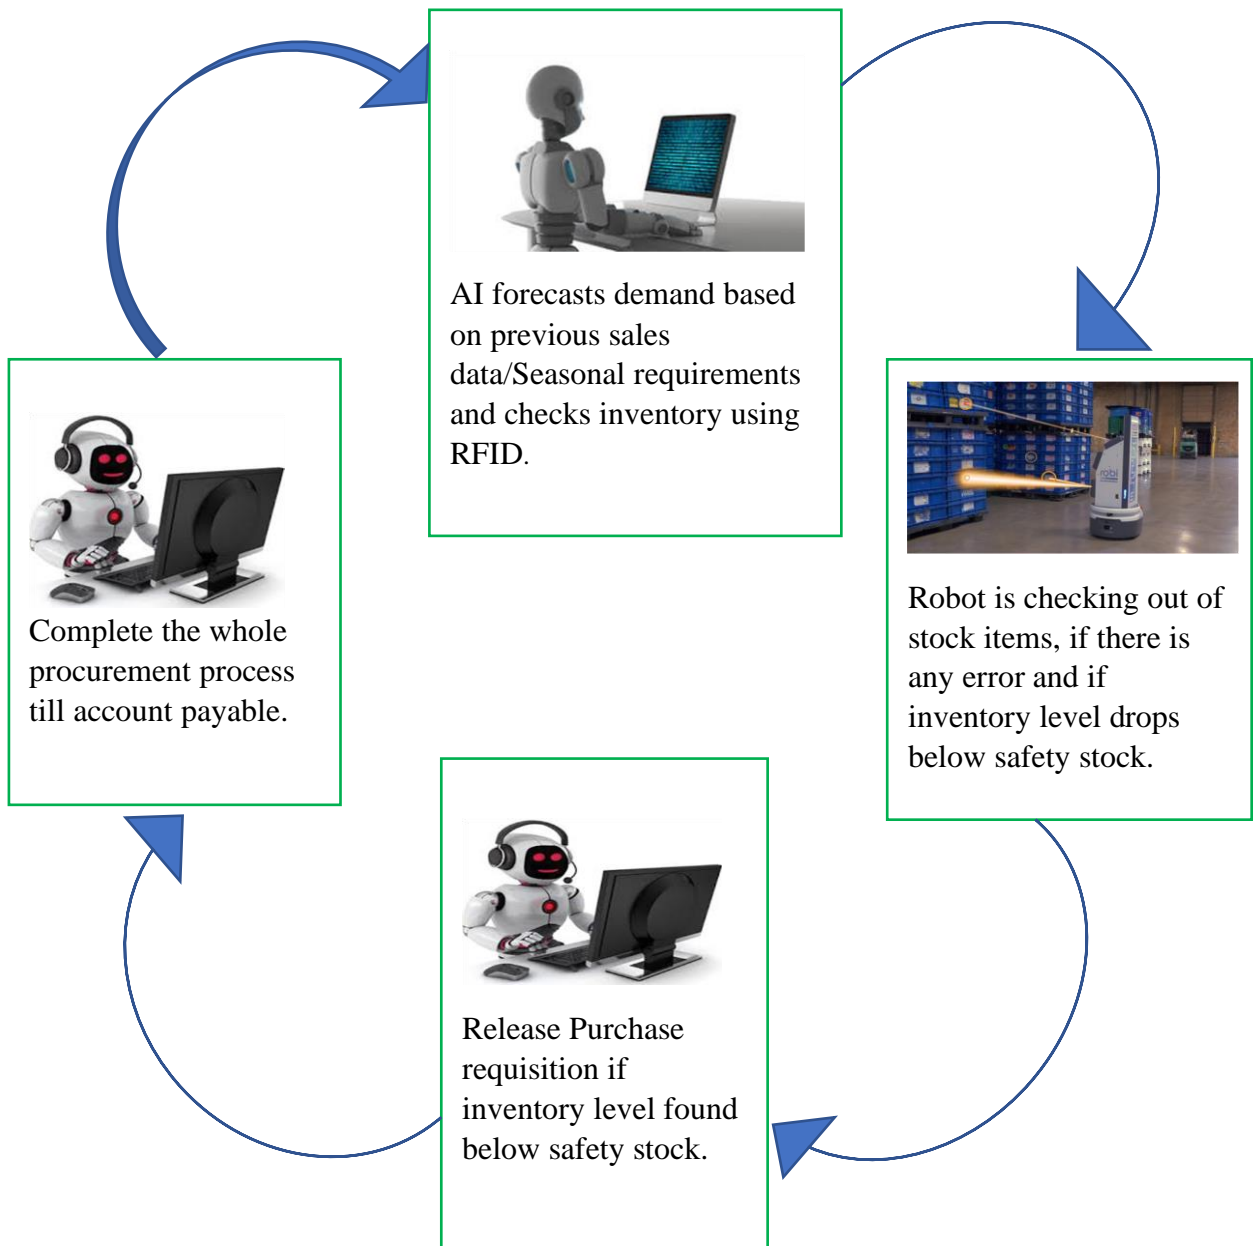 AI forecasts demand based
on previous sales
data/Seasonal requirements
and checks inventory using
RFID.
robi
Robot is checking out of
stock items, if there is
any error and if
inventory level drops
below safety stock.
Release Purchase
requisition if
inventory level found
below safety stock.
Complete the whole
procurement process
till account payable.